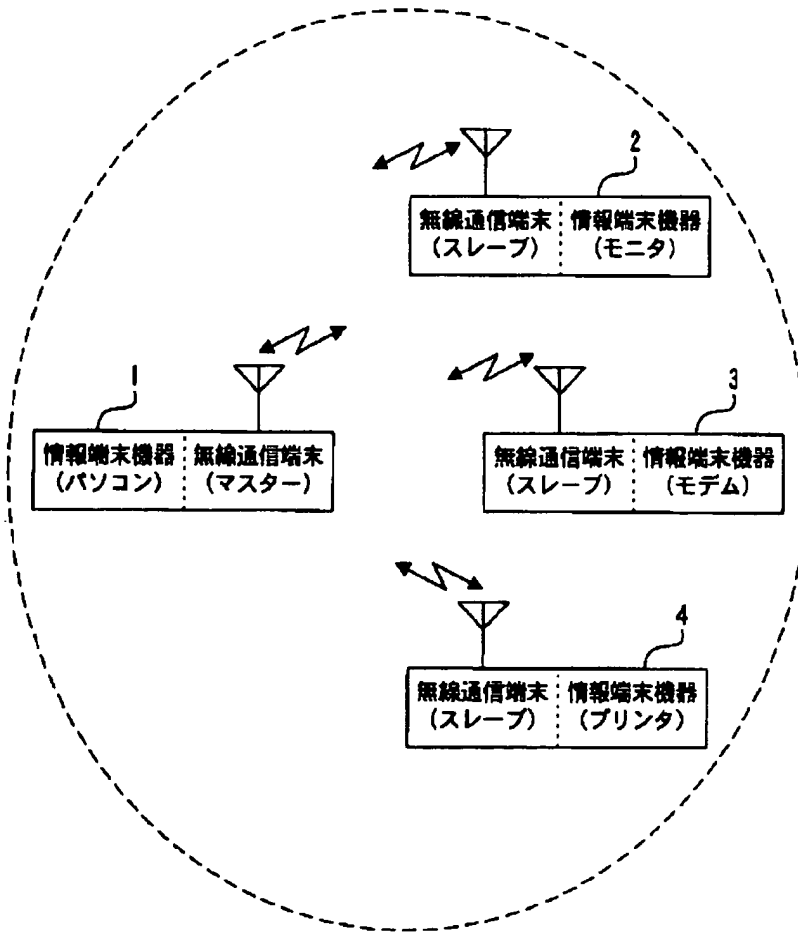 2
無線通信端末 情報端末機器
(スレーブ) (モニタ)
1
情報端末機器 無線通信端末
(パソコン) (マスター)
3
無線通信端末 情報端末機器
(スレーブ) (モデム)
4
無線通信端末 情報端末機器
(スレーブ) (プリンタ)